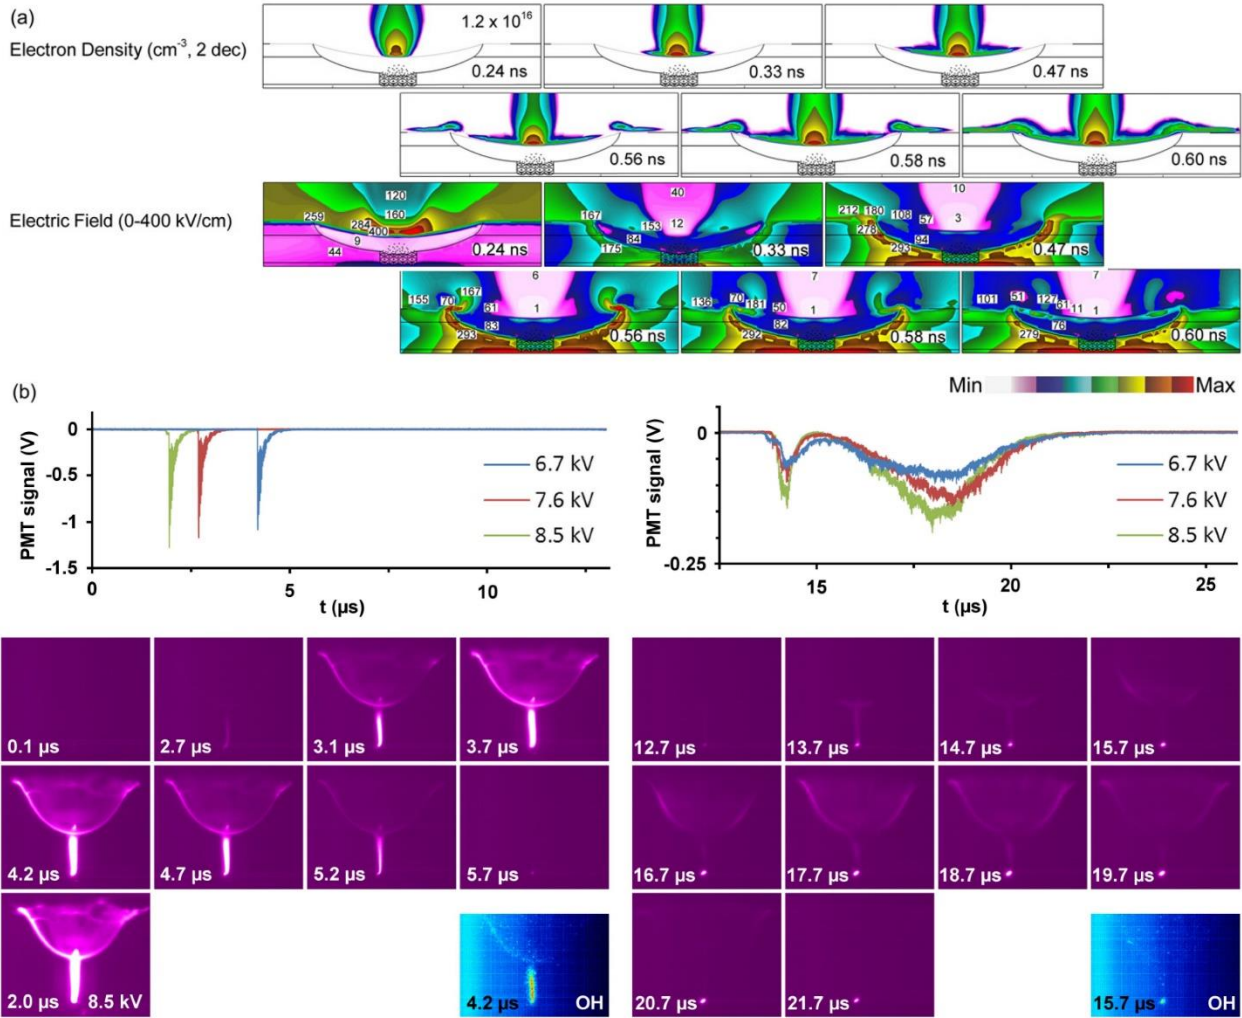 (a)
Electron Density (cm⁻³, 2 dec)
1.2 x 10¹⁶
0.24 ns
0.33 ns
0.47 ns
0.56 ns
0.58 ns
0.60 ns
Electric Field (0-400 kV/cm)
120
160
259
284
400
9
44
0.24 ns
40
167
153
12
84
175
0.33 ns
10
212
180
108
57
3
278
94
293
0.47 ns
6
155
70
167
61
1
83
293
0.56 ns
7
136
70
181
50
1
82
292
0.58 ns
7
101
51
127
61
11
1
76
279
0.60 ns
Min
Max
(b)
PMT signal (V)
0
-0.5
-1
-1.5
6.7 kV
7.6 kV
8.5 kV
0
5
10
t (µs)
PMT signal (V)
0
-0.25
6.7 kV
7.6 kV
8.5 kV
15
20
25
t (µs)
0.1 µs
2.7 µs
3.1 µs
3.7 µs
12.7 µs
13.7 µs
14.7 µs
15.7 µs
4.2 µs
4.7 µs
5.2 µs
5.7 µs
16.7 µs
17.7 µs
18.7 µs
19.7 µs
2.0 µs 8.5 kV
4.2 µs OH
20.7 µs
21.7 µs
15.7 µs OH